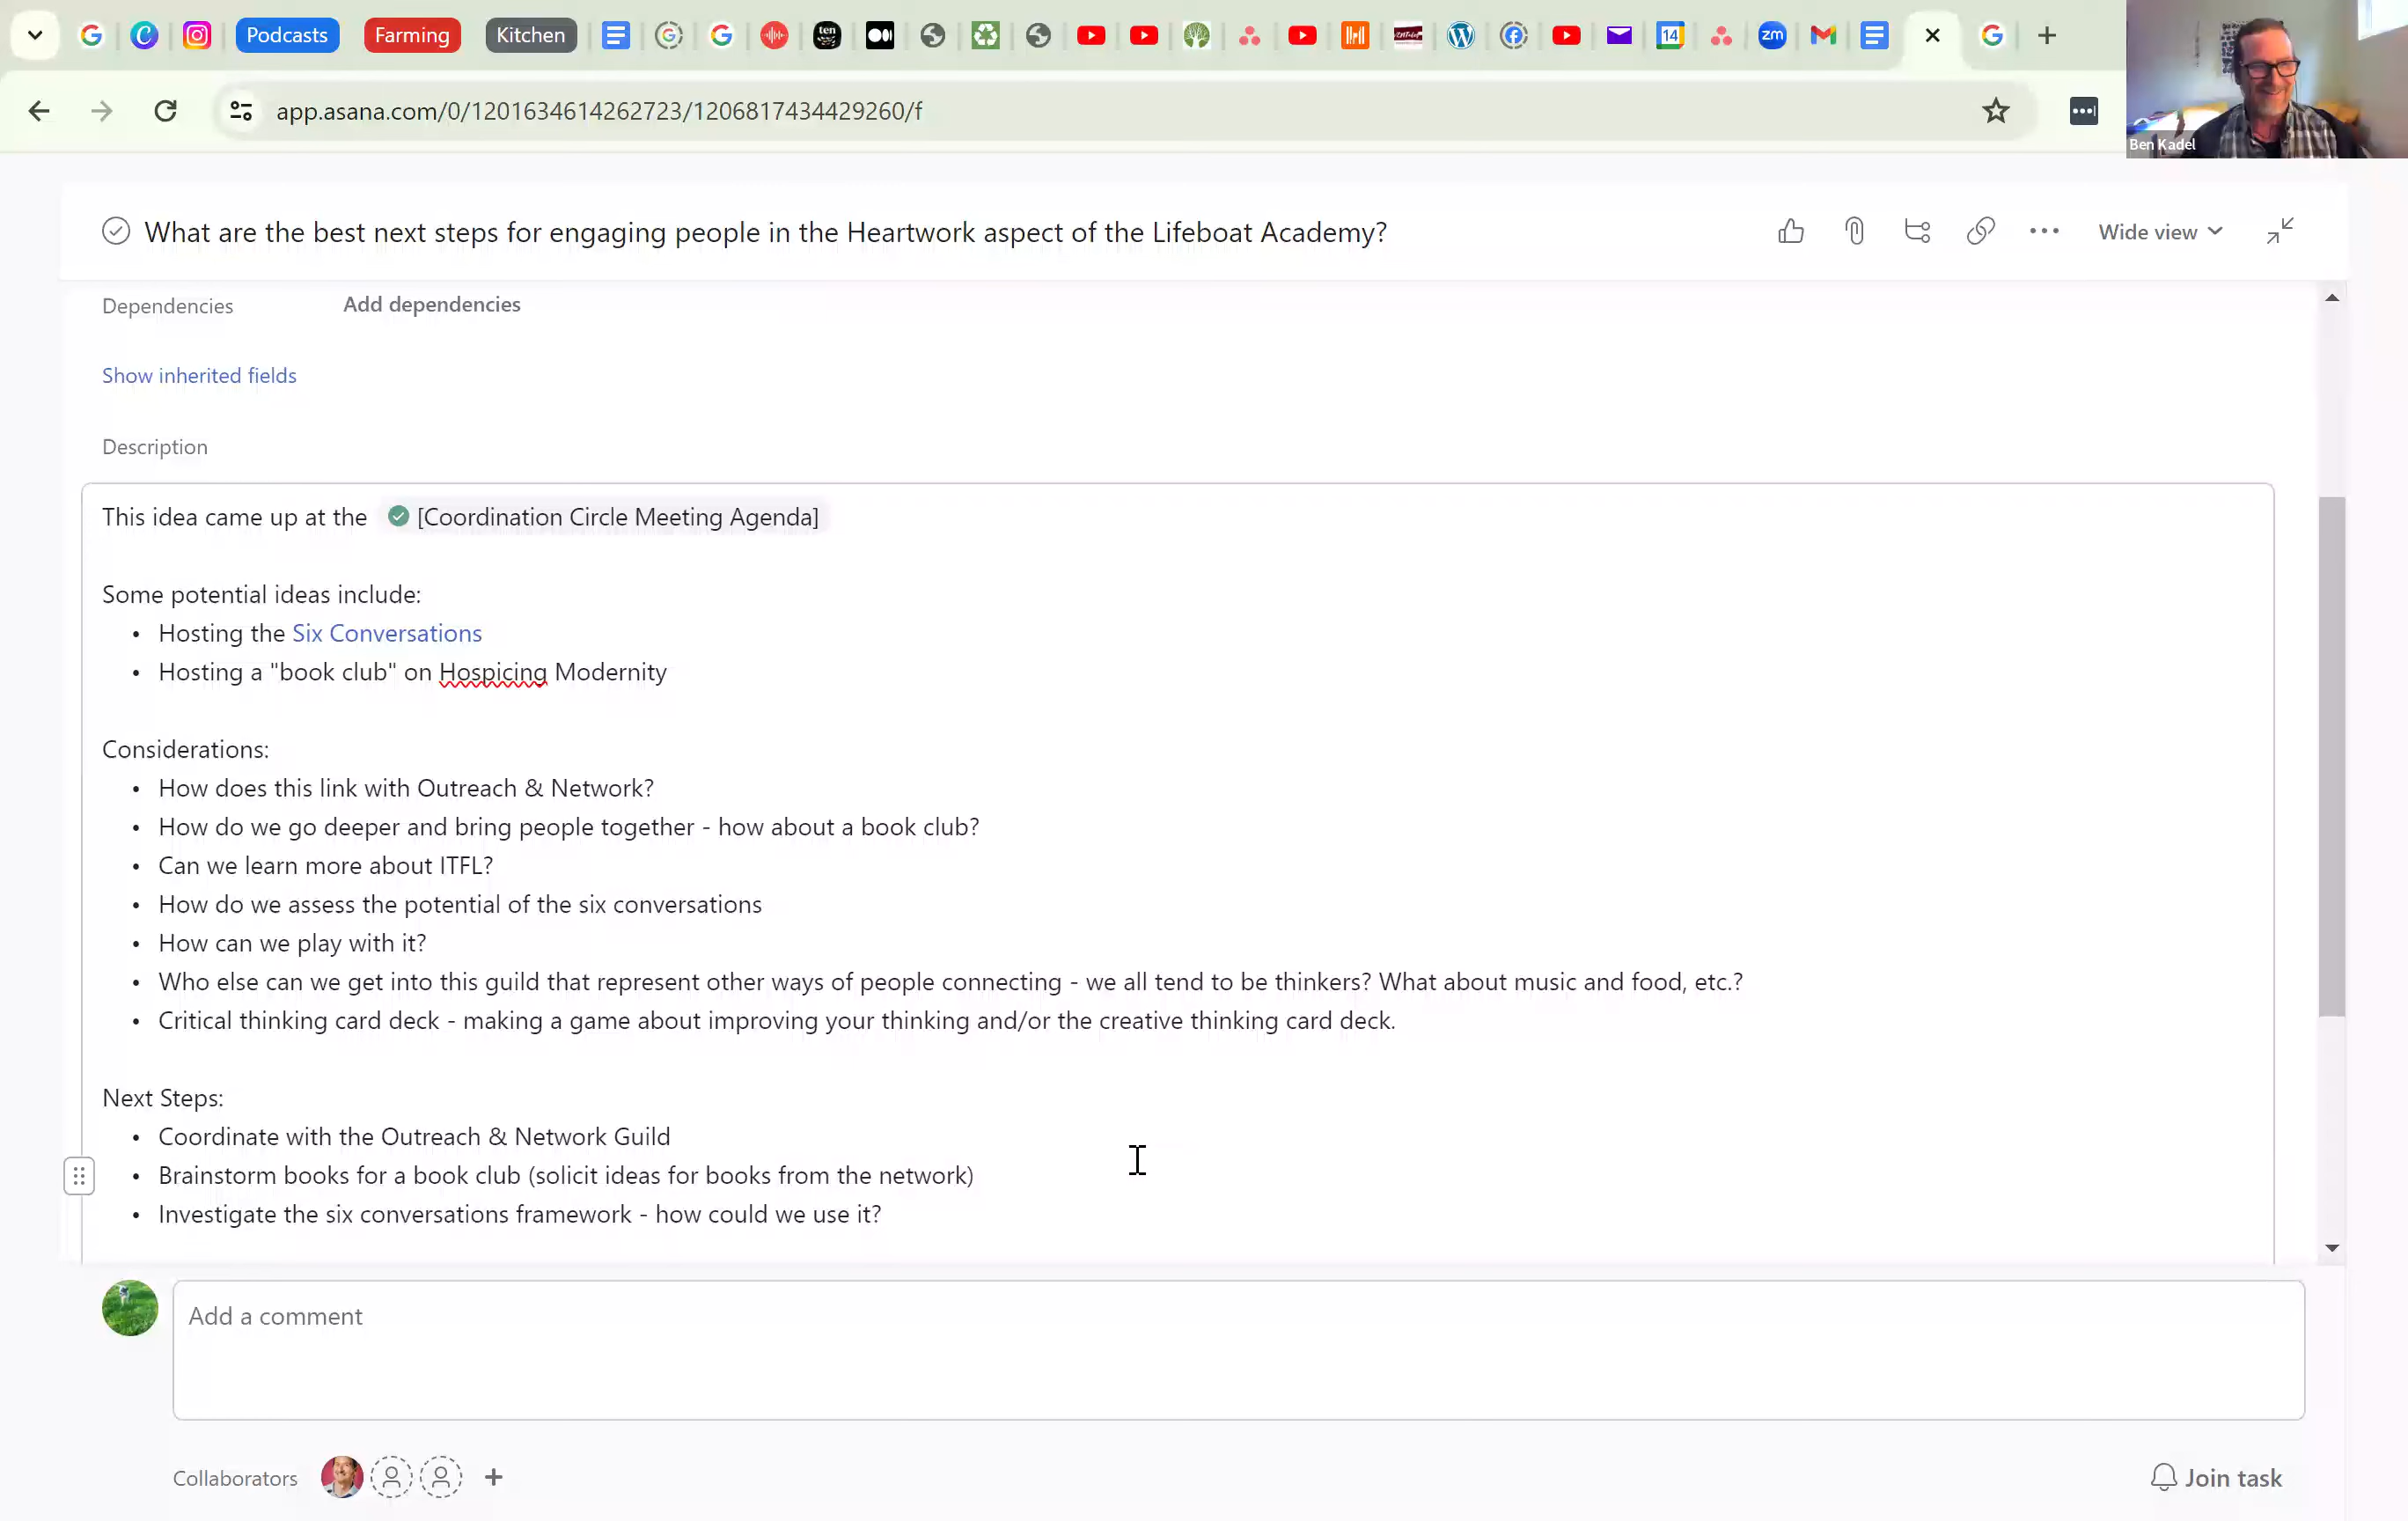 Podcasts
Farming
Kitchen
ten
14
zm
app.asana.com/0/1201634614262723/1206817434429260/f
Ben Kadel
What are the best next steps for engaging people in the Heartwork aspect of the Lifeboat Academy?
Wide view
Dependencies
Add dependencies
Show inherited fields
Description
This idea came up at the [Coordination Circle Meeting Agenda]
Some potential ideas include:
• Hosting the Six Conversations
• Hosting a "book club" on Hospicing Modernity
Considerations:
• How does this link with Outreach & Network?
• How do we go deeper and bring people together - how about a book club?
• Can we learn more about ITFL?
• How do we assess the potential of the six conversations
• How can we play with it?
• Who else can we get into this guild that represent other ways of people connecting - we all tend to be thinkers? What about music and food, etc.?
• Critical thinking card deck - making a game about improving your thinking and/or the creative thinking card deck.
Next Steps:
• Coordinate with the Outreach & Network Guild
• Brainstorm books for a book club (solicit ideas for books from the network)
• Investigate the six conversations framework - how could we use it?
Add a comment
Collaborators
Join task